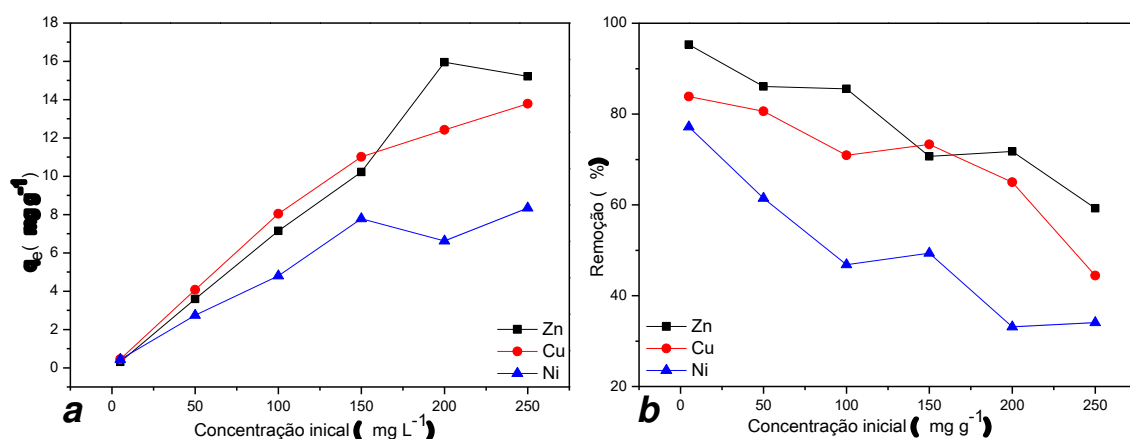 18
16
14
12
10
8
6
4
2
0
qe( mg g-1)
Zn
Cu
Ni
0 50 100 150 200 250
a
Concentração inical ( mg L-1)
100
80
60
40
20
Remoção ( %)
Zn
Cu
Ni
0 50 100 150 200 250
b
Concentração inicial ( mg g-1)